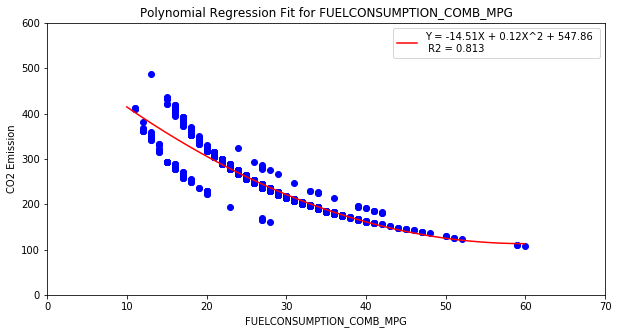 Polynomial Regression Fit for FUELCONSUMPTION_COMB_MPG
Y = -14.51X + 0.12X^2 + 547.86
R2 = 0.813
CO2 Emission
600
500
400
300
200
100
0
0 10 20 30 40 50 60 70
FUELCONSUMPTION_COMB_MPG